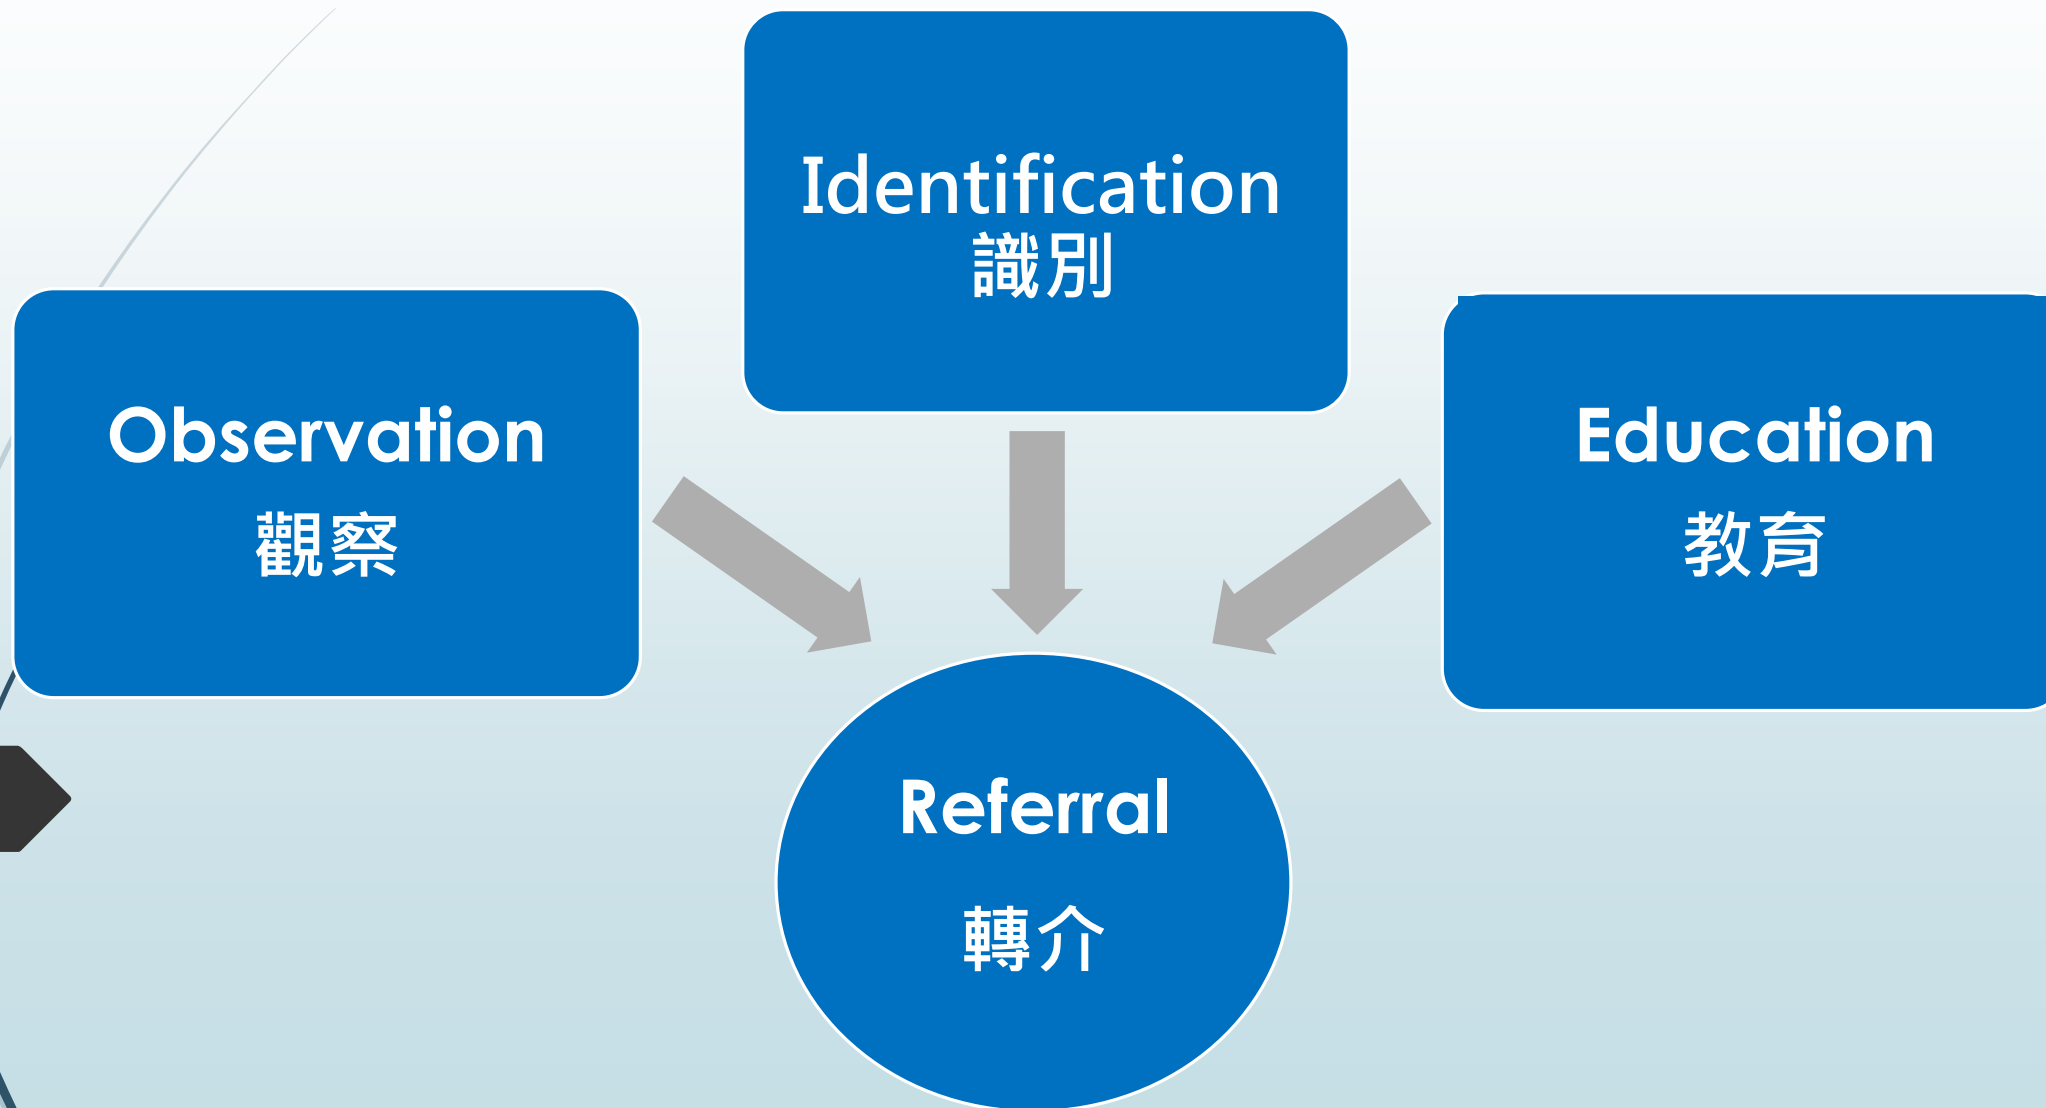 Identification
識別
Observation
觀察
Education
教育
Referral
轉介